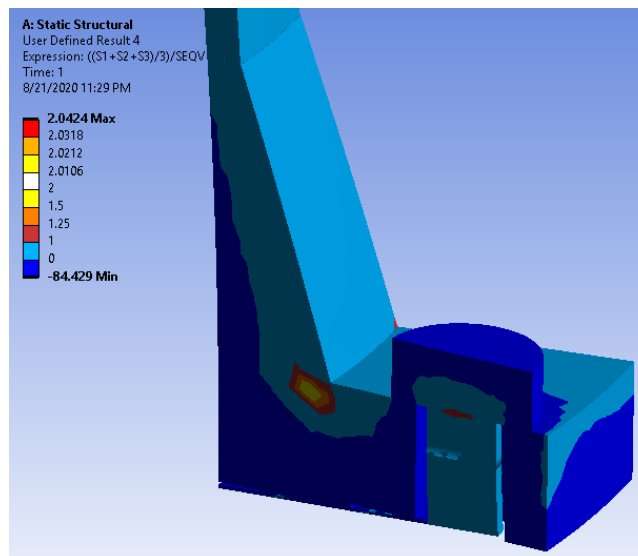 A: Static Structural
User Defined Result 4
Expression: ((S1+S2+S3)/3)/SEQV
Time: 1
8/21/2020 11:29 PM
2.0424 Max
2.0318
2.0212
2.0106
2
1.5
1.25
1
0
-84.429 Min